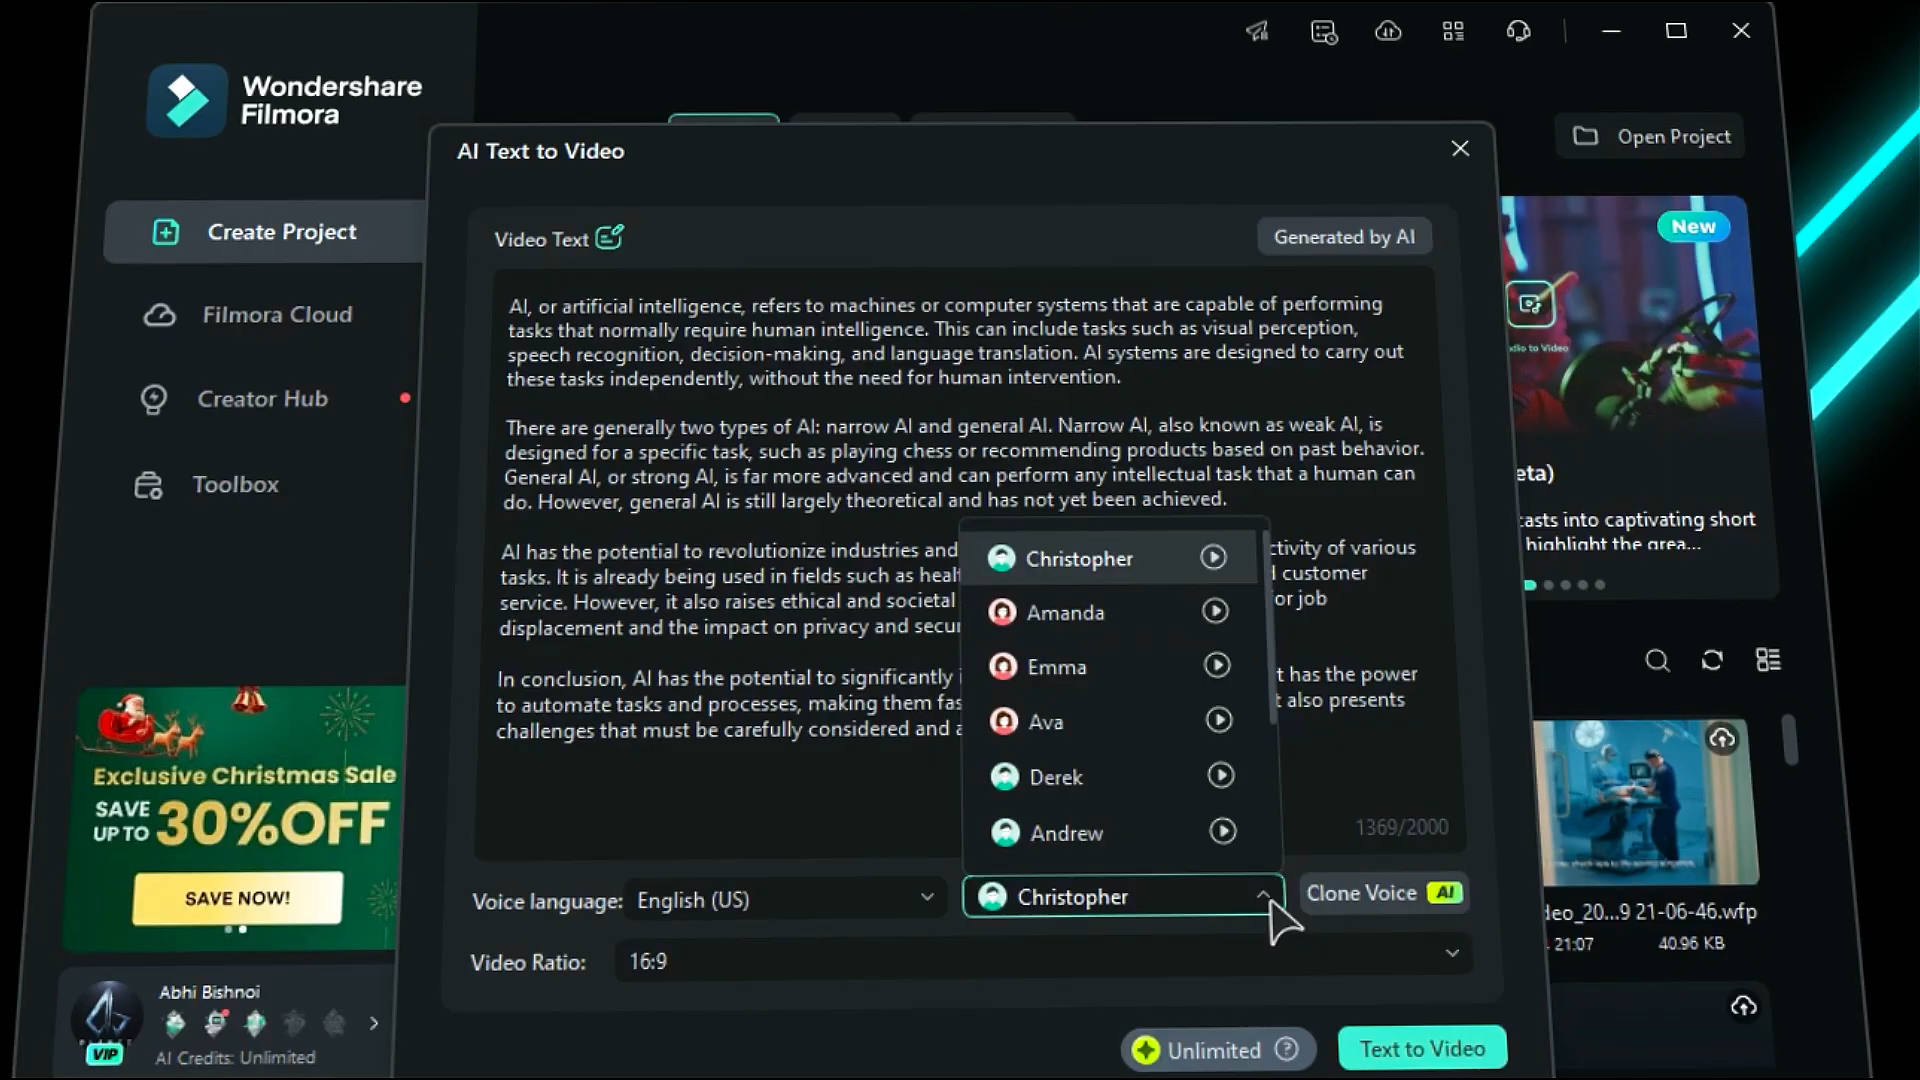 Wondershare
Filmora
Open Project
Create Project
Filmora Cloud
Creator Hub
Toolbox
Exclusive Christmas Sale
SAVE
UP TO 30%OFF
SAVE NOW!
Abhi Bishnoi
VIP
AI Credits: Unlimited
AI Text to Video
Video Text
Generated by AI
AI, or artificial intelligence, refers to machines or computer systems that are capable of performing
tasks that normally require human intelligence. This can include tasks such as visual perception,
speech recognition, decision-making, and language translation. AI systems are designed to carry out
these tasks independently, without the need for human intervention.
There are generally two types of AI: narrow AI and general AI. Narrow AI, also known as weak AI, is
designed for a specific task, such as playing chess or recommending products based on past behavior.
General AI, or strong AI, is far more advanced and can perform any intellectual task that a human can
do. However, general AI is still largely theoretical and has not yet been achieved.
AI has the potential to revolutionize industries and ctivity of various
tasks. It is already being used in fields such as heal d customer
service. However, it also raises ethical and societal or job
displacement and the impact on privacy and secu
In conclusion, AI has the potential to significantly i t has the power
to automate tasks and processes, making them fas t also presents
challenges that must be carefully considered and a
1369/2000
Christopher
Amanda
Emma
Ava
Derek
Andrew
Voice language: English (US)
Christopher
Clone Voice AI
Video Ratio: 16:9
Unlimited
Text to Video
New
dio to Video
eta)
casts into captivating short
highlight the grea...
deo_20...9 21-06-46.wfp
21:07 40.96 KB